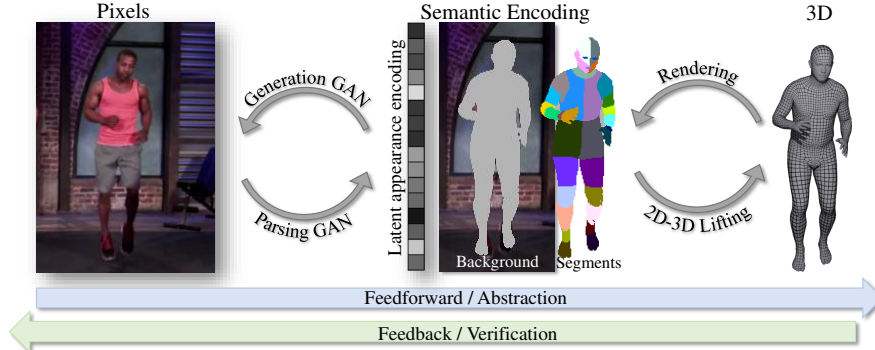 Pixels
Semantic Encoding
3D
Generation GAN
Parsing GAN
Latent appearance encoding
Background
Segments
Rendering
2D-3D Lifting
Feedforward / Abstraction
Feedback / Verification